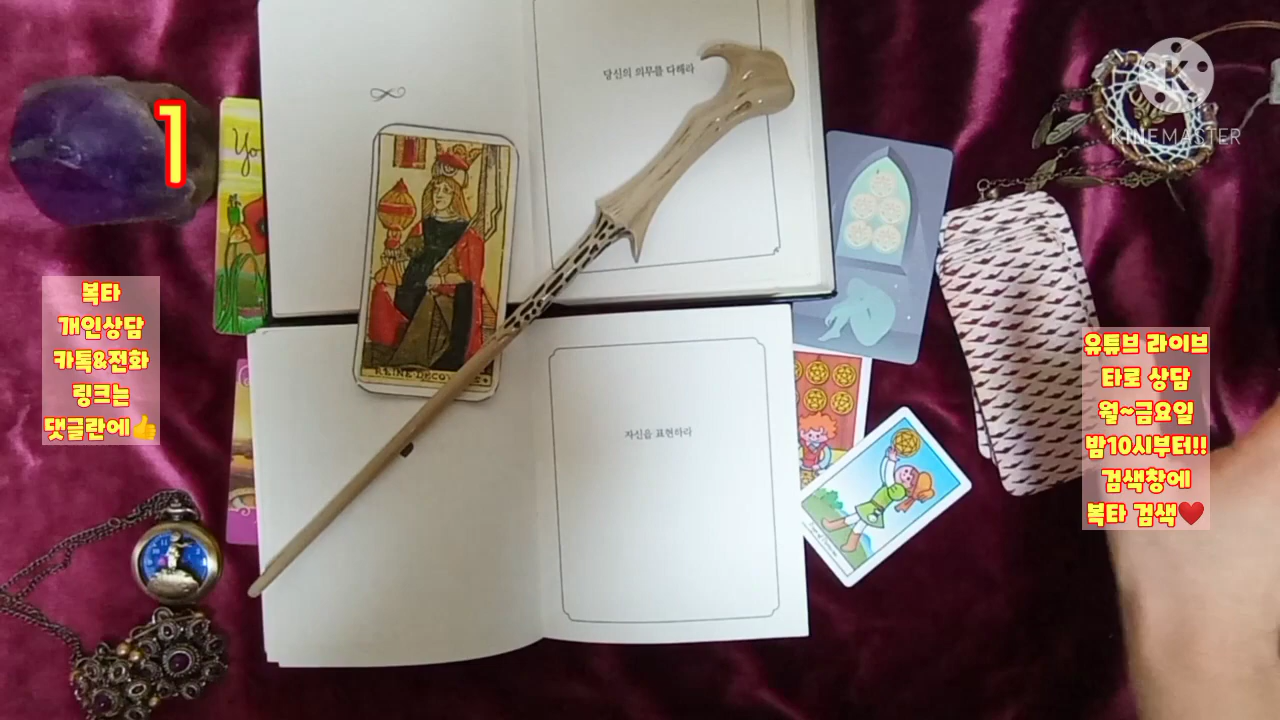 1
KINEMASTER
당신의 의무를 다해라
Yo
복타
개인상담
카톡&전화
링크는
댓글란에👍
유튜브 라이브
타로 상담
월~금요일
밤10시부터!!
검색창에
복타 검색❤️
자신을 표현하라